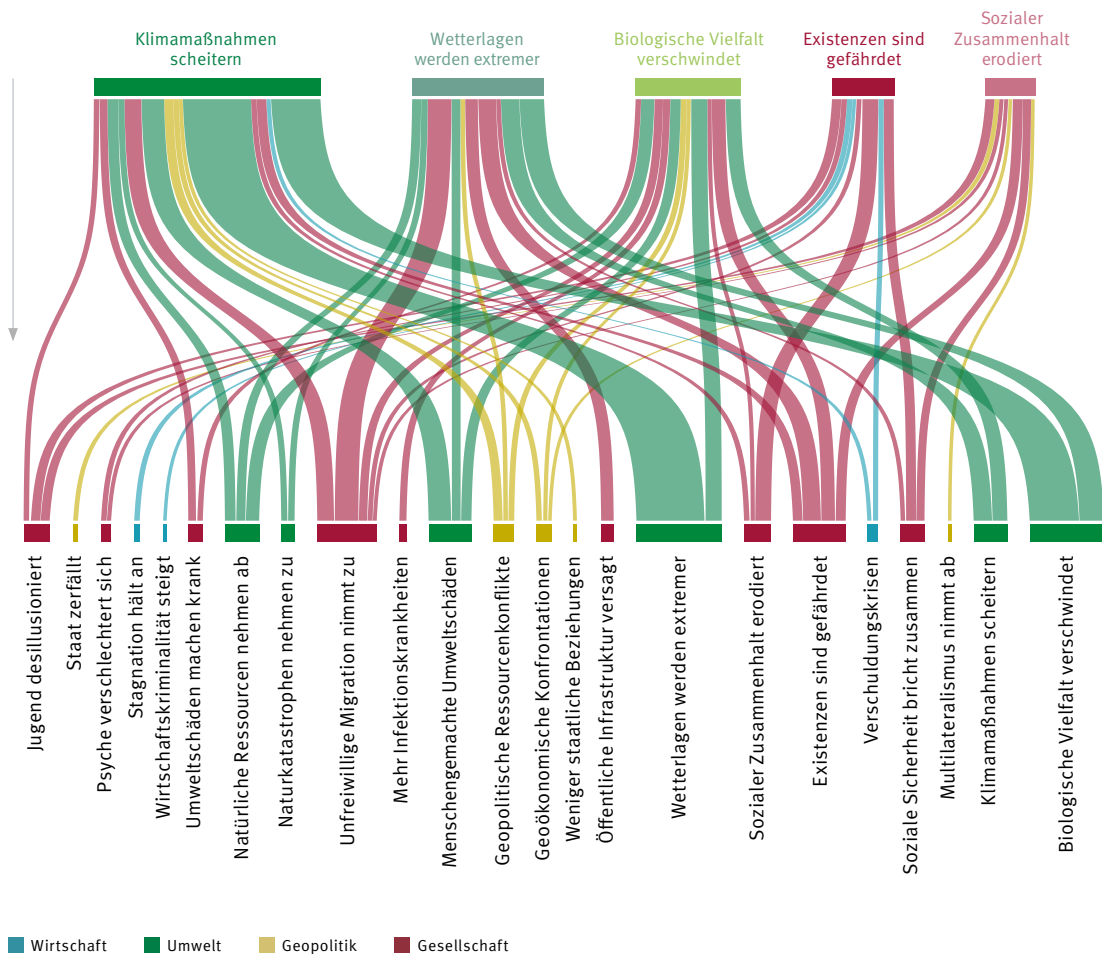 Klimamaßnahmen
scheitern
Wetterlagen
werden extremer
Biologische Vielfalt
verschwindet
Existenzen sind
gefährdet
Sozialer
Zusammenhalt
erodiert
Jugend desillusioniert
Staat zerfällt
Psyche verschlechtert sich
Stagnation hält an
Wirtschaftskriminalität steigt
Umweltschäden machen krank
Natürliche Ressourcen nehmen ab
Naturkatastrophen nehmen zu
Unfreiwillige Migration nimmt zu
Mehr Infektionskrankheiten
Menschengemachte Umweltschäden
Geopolitische Ressourcenkonflikte
Geoökonomische Konfrontationen
Weniger staatliche Beziehungen
Öffentliche Infrastruktur versagt
Wetterlagen werden extremer
Sozialer Zusammenhalt erodiert
Existenzen sind gefährdet
Verschuldungskrisen
Soziale Sicherheit bricht zusammen
Multilateralismus nimmt ab
Klimamaßnahmen scheitern
Biologische Vielfalt verschwindet
Wirtschaft
Umwelt
Geopolitik
Gesellschaft